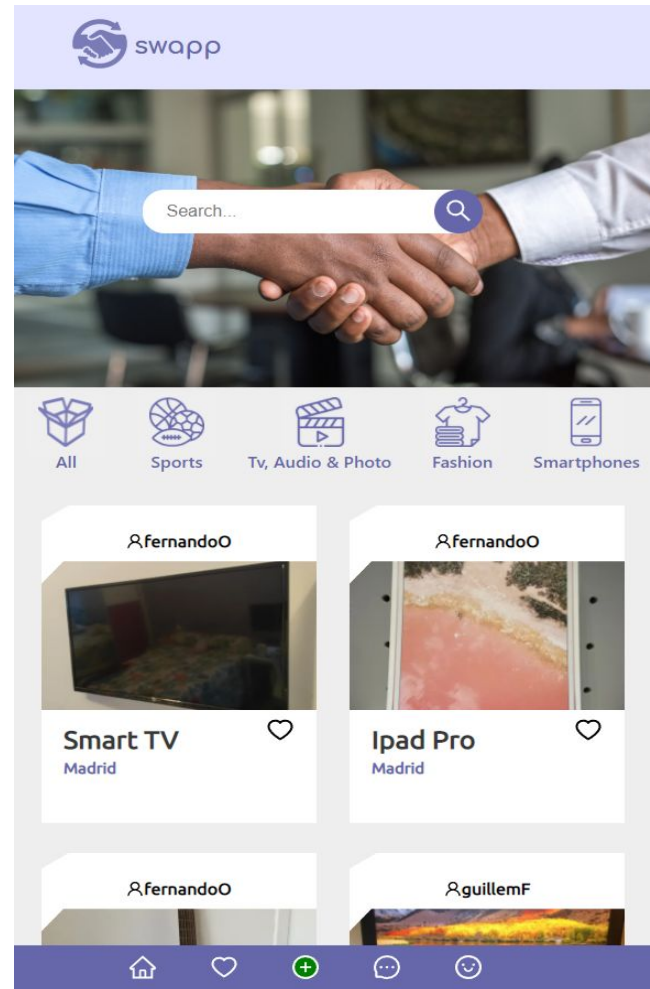 swapp
Search...
All Sports Tv, Audio & Photo Fashion Smartphones
fernandoO fernandoO
Smart TV Ipad Pro
Madrid Madrid
fernandoO guillemF